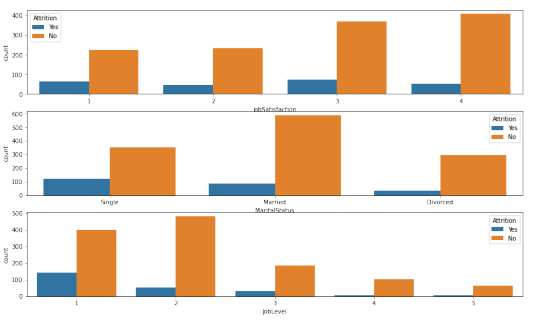 400
300
200
100
0
count
Attrition
Yes
No
1 2 3 4
JobSatisfaction
600
500
400
300
200
100
0
count
Attrition
Yes
No
Single Married Divorced
MaritalStatus
500
400
300
200
100
0
count
Attrition
Yes
No
1 2 3 4 5
JobLevel